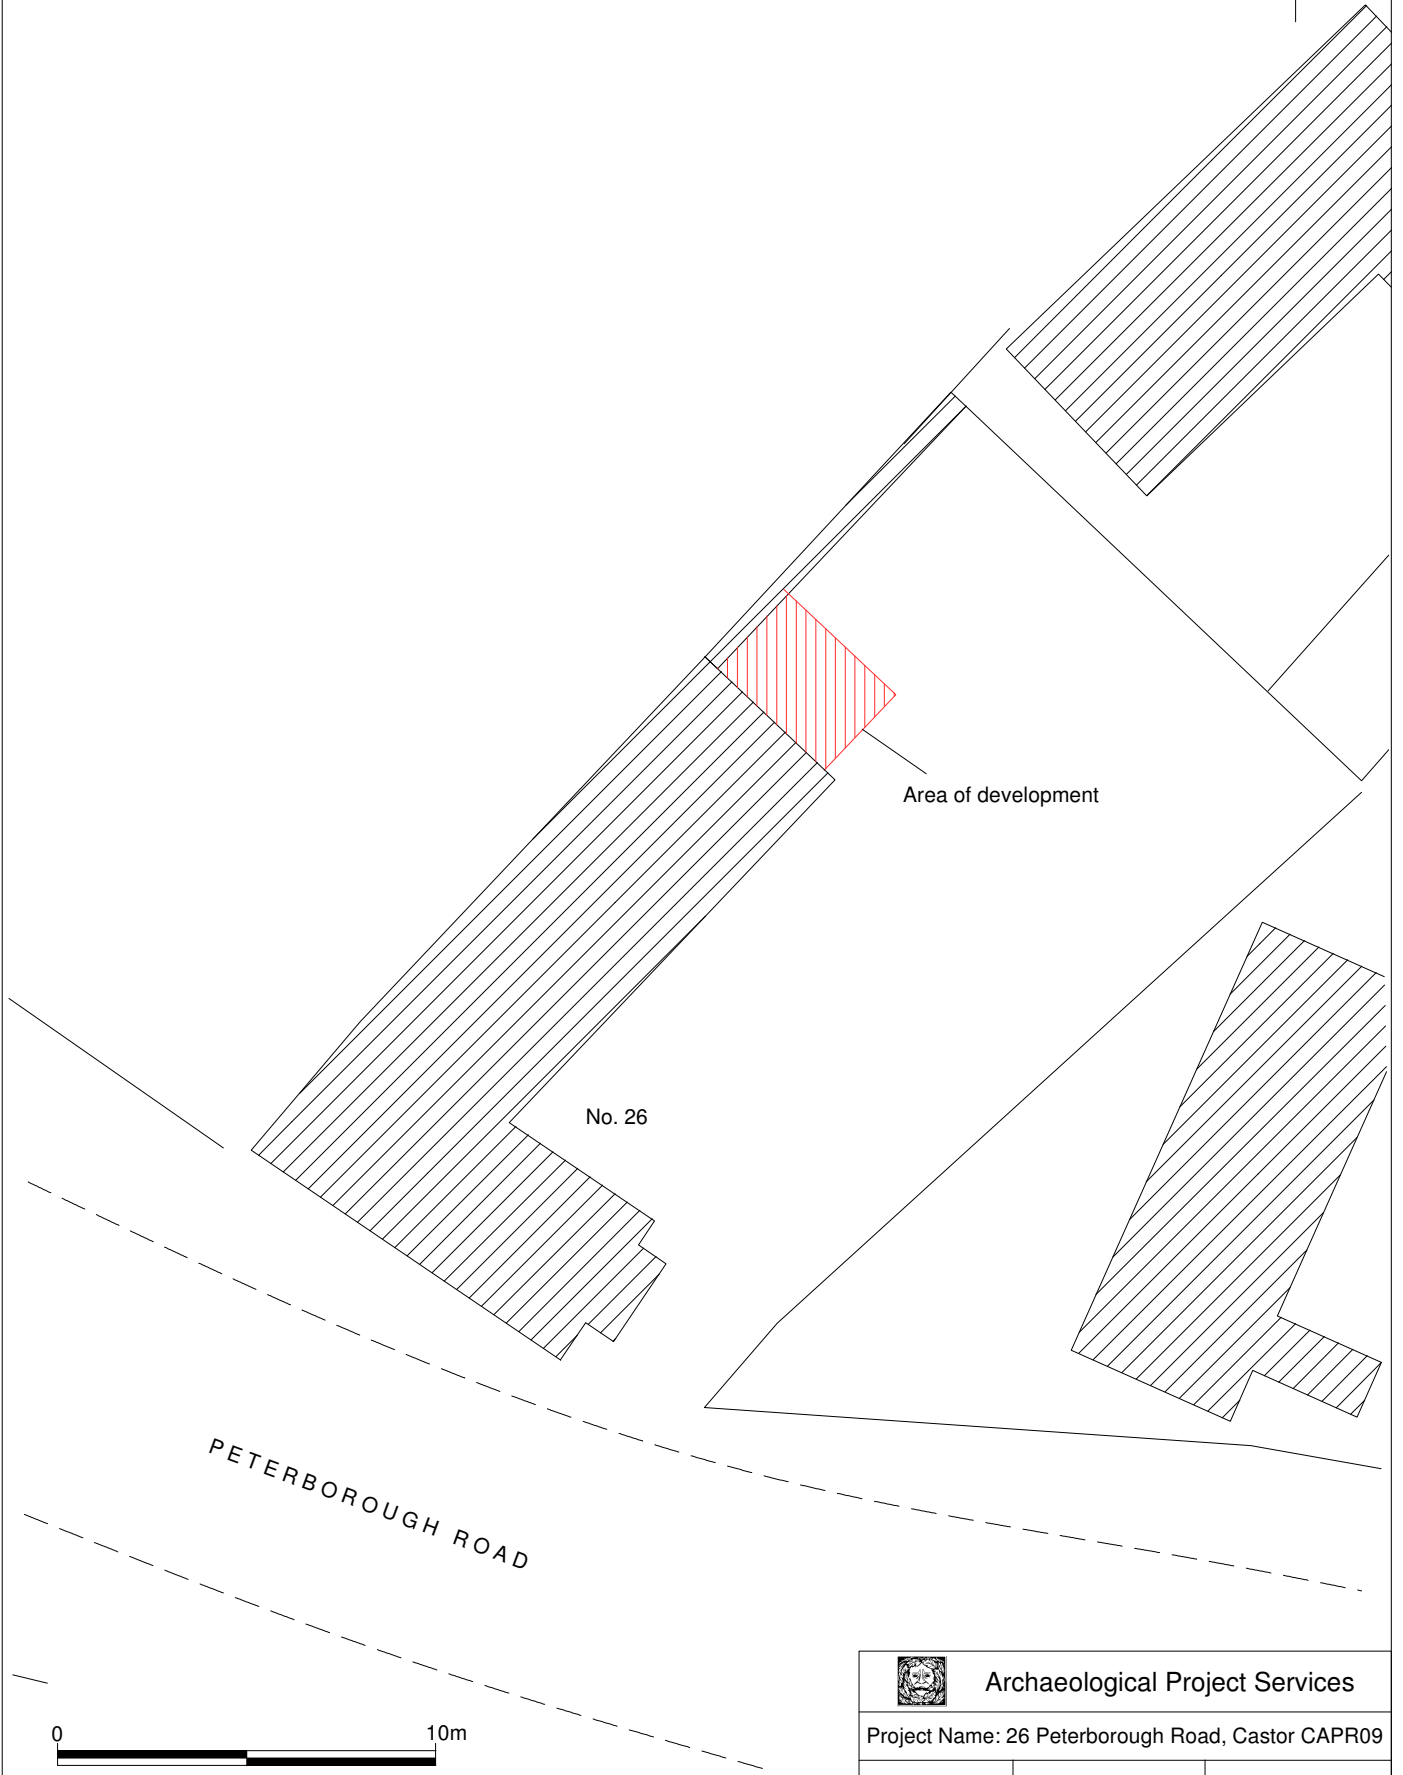 Area of development
No. 26
PETERBOROUGH ROAD
0 10m
Archaeological Project Services
Project Name: 26 Peterborough Road, Castor CAPR09